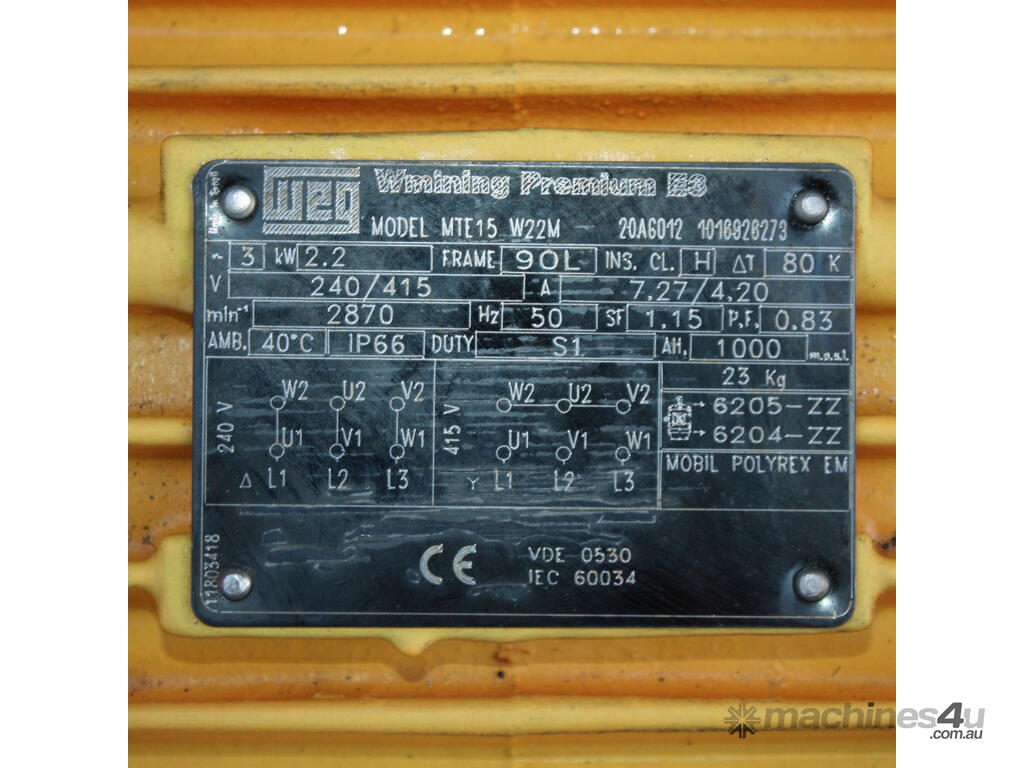 WEG Wmining Premium E3
MODEL MTE15 W22M 20A6012 1016926273
~ 3 kW 2.2 FRAME 90L INS. CL. H ΔT 80 K
V 240/415 A 7.27/4.20
min⁻¹ 2870 Hz 50 SF 1.15 P.F. 0.83
AMB. 40°C IP66 DUTY S1 Alt. 1000 m.a.s.l.
23 Kg
240 V
W2 U2 V2
U1 V1 W1
Δ L1 L2 L3
415 V
W2 U2 V2
U1 V1 W1
Y L1 L2 L3
6205-ZZ
6204-ZZ
MOBIL POLYREX EM
11803418
CE
VDE 0530
IEC 60034
machines4u
.com.au